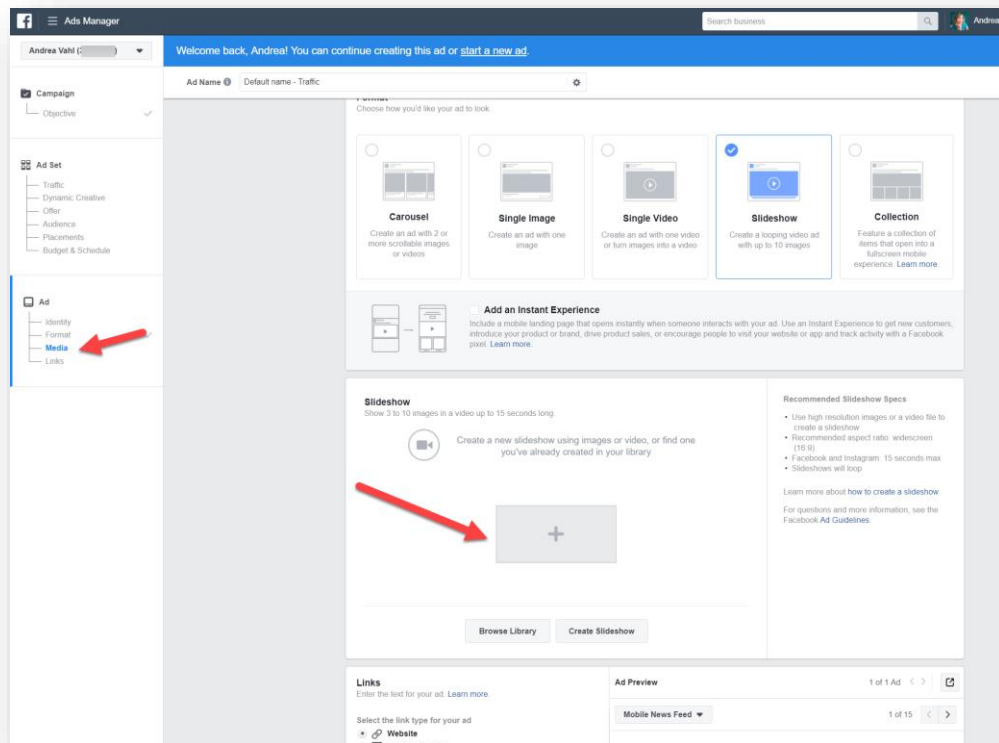 Ads Manager
Search business
Andrea
Andrea Vahl (
Welcome back, Andrea! You can continue creating this ad or start a new ad.
Ad Name
Default name - Traffic
Campaign
Objective
Ad Set
Traffic
Dynamic Creative
Offer
Audience
Placements
Budget & Schedule
Ad
Identity
Format
Media
Links
Format
Choose how you'd like your ad to look
Carousel
Create an ad with 2 or
more scrollable images
or videos
Single Image
Create an ad with one
image
Single Video
Create an ad with one video
or turn images into a video
Slideshow
Create a looping video ad
with up to 10 images
Collection
Feature a collection of
items that open into a
fullscreen mobile
experience. Learn more
Add an Instant Experience
Include a mobile landing page that opens instantly when someone interacts with your ad. Use an Instant Experience to get new customers,
introduce your product or brand, drive product sales, or encourage people to visit your website or app and track activity with a Facebook
pixel. Learn more.
Slideshow
Show 3 to 10 images in a video up to 15 seconds long.
Create a new slideshow using images or video, or find one
you've already created in your library
Browse Library
Create Slideshow
Recommended Slideshow Specs
• Use high resolution images or a video file to
create a slideshow
• Recommended aspect ratio: widescreen
(16:9)
• Facebook and Instagram: 15 seconds max
• Slideshows will loop
Learn more about how to create a slideshow.
For questions and more information, see the
Facebook Ad Guidelines.
Links
Enter the text for your ad. Learn more.
Select the link type for your ad
Website
Ad Preview
1 of 1 Ad
Mobile News Feed
1 of 15